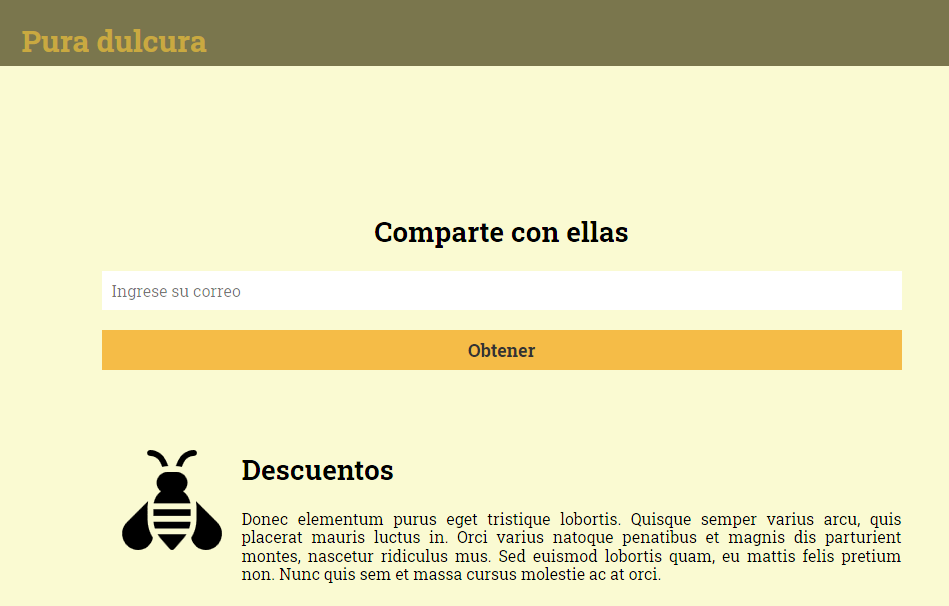 Pura dulcura
Comparte con ellas
Ingrese su correo
Obtener
Descuentos
Donec elementum purus eget tristique lobortis. Quisque semper varius arcu, quis
placerat mauris luctus in. Orci varius natoque penatibus et magnis dis parturient
montes, nascetur ridiculus mus. Sed euismod lobortis quam, eu mattis felis pretium
non. Nunc quis sem et massa cursus molestie ac at orci.